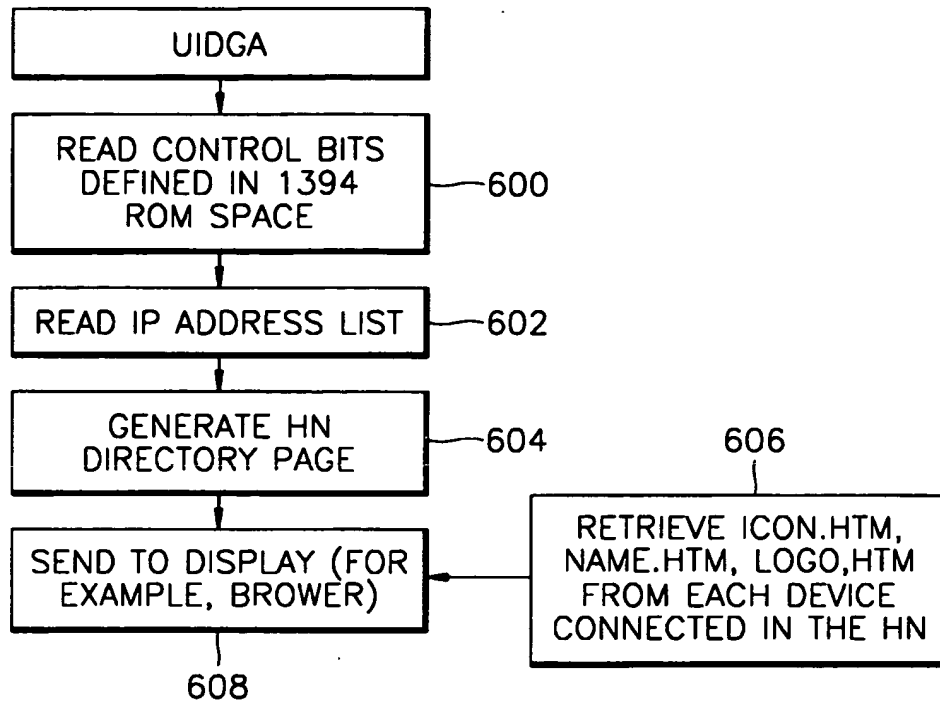 UIDGA
READ CONTROL BITS
DEFINED IN 1394
ROM SPACE
600
READ IP ADDRESS LIST
602
GENERATE HN
DIRECTORY PAGE
604
606
SEND TO DISPLAY (FOR
EXAMPLE, BROWER)
608
RETRIEVE ICON.HTM,
NAME.HTM, LOGO,HTM
FROM EACH DEVICE
CONNECTED IN THE HN